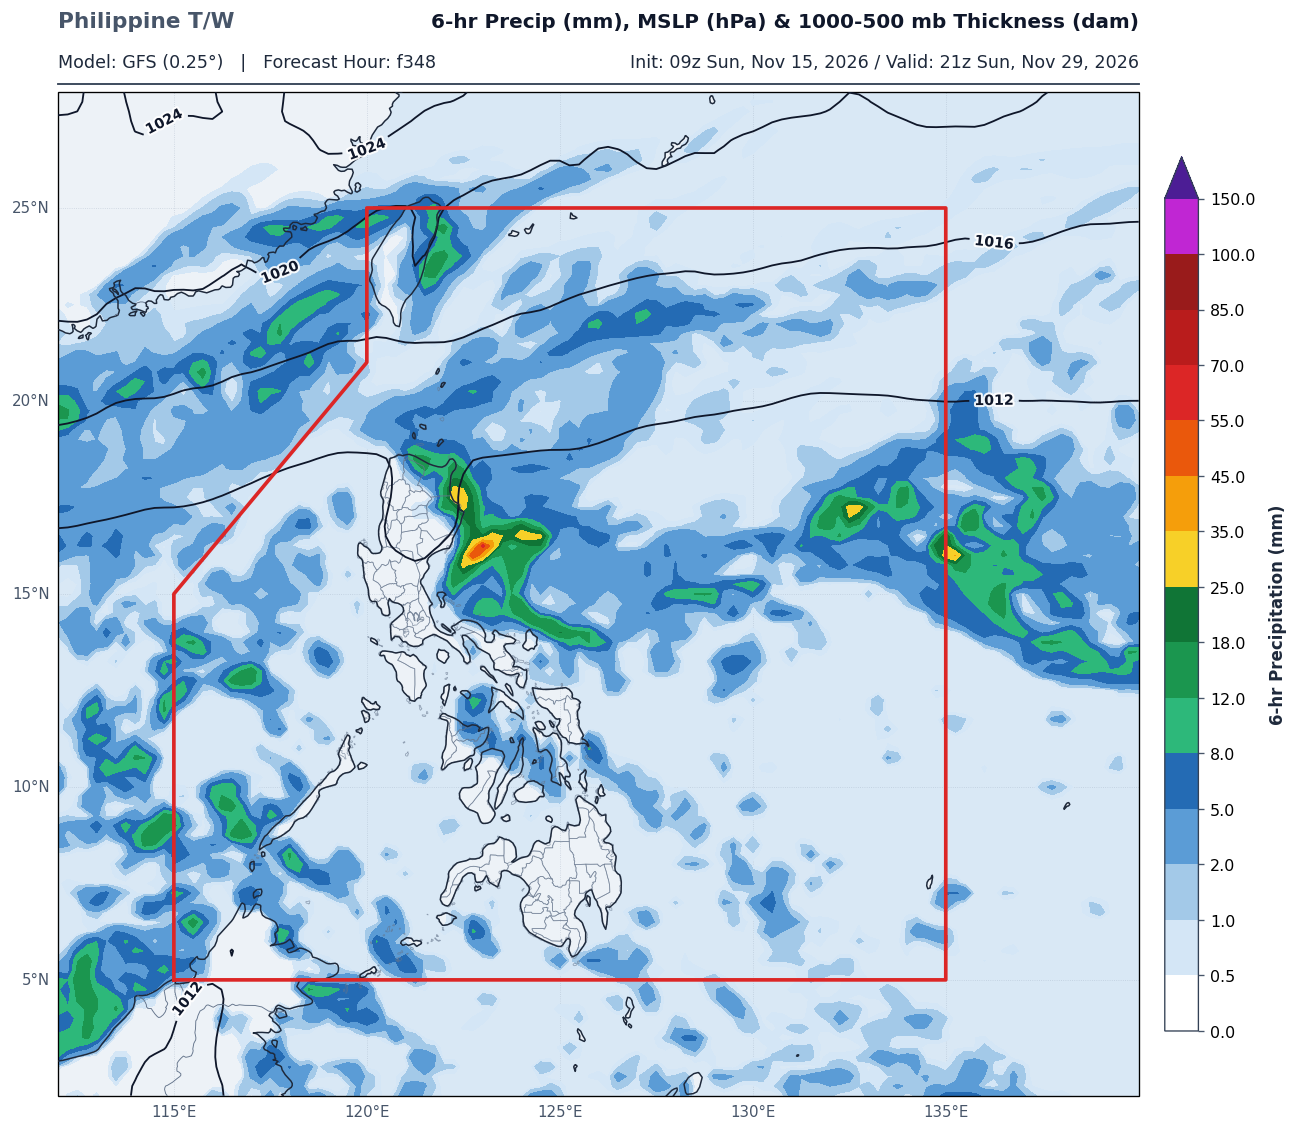 Philippine T/W
6-hr Precip (mm), MSLP (hPa) & 1000-500 mb Thickness (dam)
Model: GFS (0.25°) | Forecast Hour: f348
Init: 09z Sun, Nov 15, 2026 / Valid: 21z Sun, Nov 29, 2026
1024
1024
1020
1016
1012
1012
25°N
20°N
15°N
10°N
5°N
115°E
120°E
125°E
130°E
135°E
150.0
100.0
85.0
70.0
55.0
45.0
35.0
25.0
18.0
12.0
8.0
5.0
2.0
1.0
0.5
0.0
6-hr Precipitation (mm)